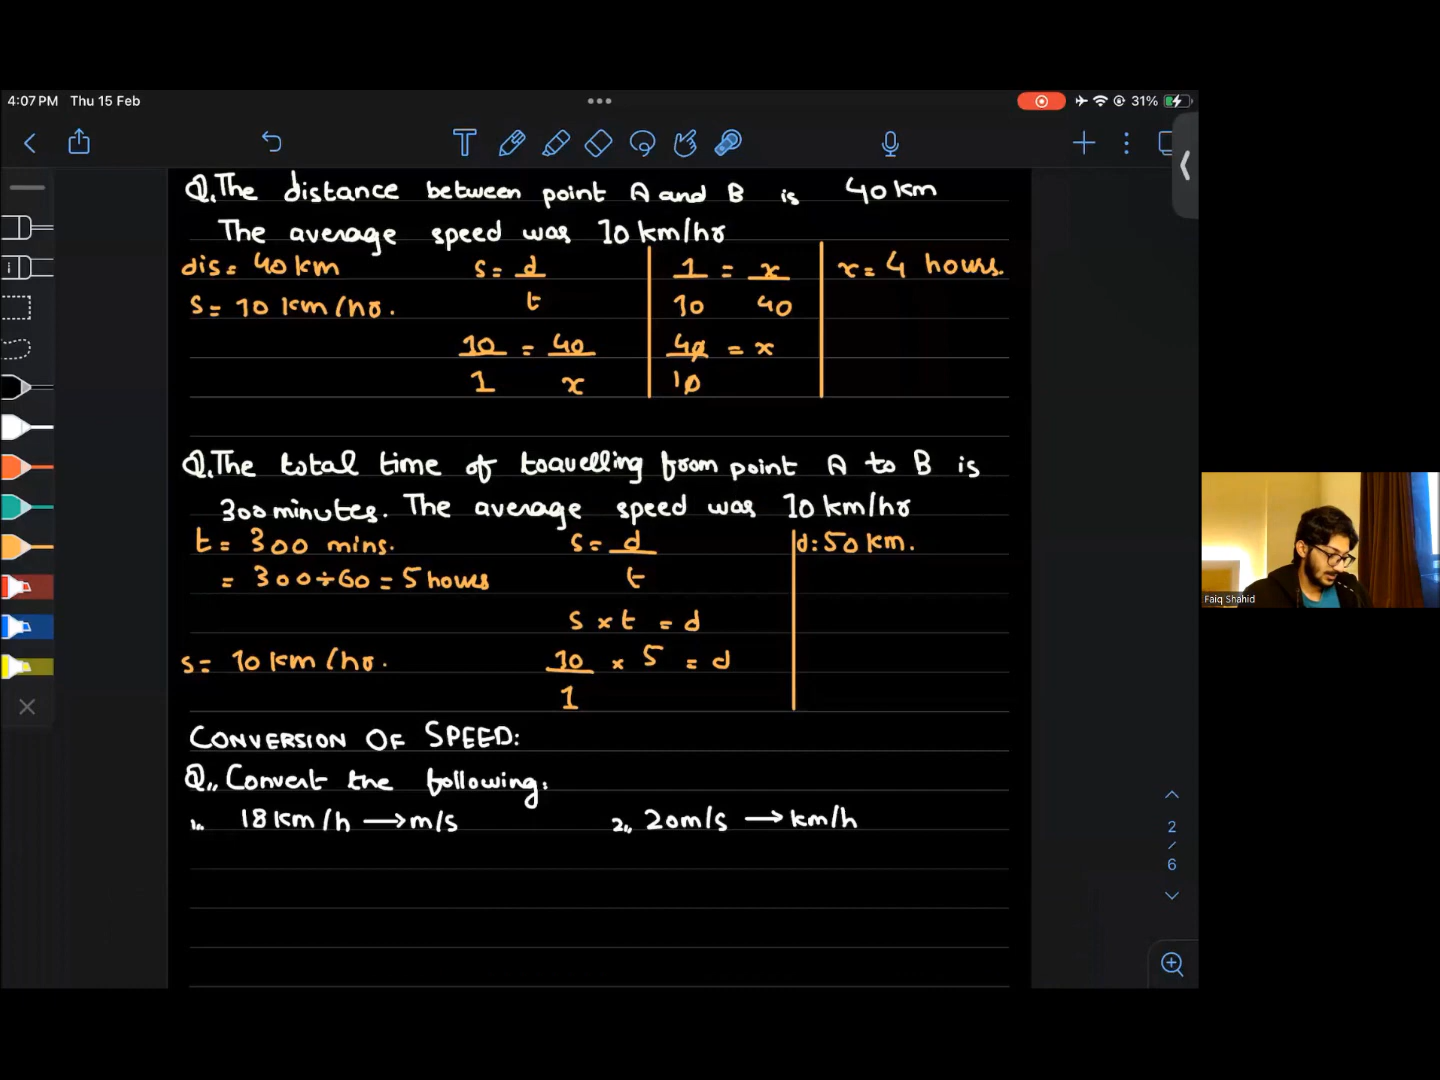 4:07 PM Thu 15 Feb
31%
Q. The distance between point A and B is 40 km
The average speed was 10 km/hr
dis = 40 km
s = 10 km/hr.
s = d
t
10 = 40
1 x
1 = x
10 40
40 = x
10
x = 4 hours.
Q. The total time of travelling from point A to B is
300 minutes. The average speed was 10 km/hr
t = 300 mins.
= 300 ÷ 60 = 5 hours
s = 10 km/hr.
s = d
t
s × t = d
10 × 5 = d
1
d: 50 km.
CONVERSION OF SPEED:
Q,, Convert the following:
1.. 18 km/h → m/s
2,, 20 m/s → km/h
2
/
6
Faiq Shahid